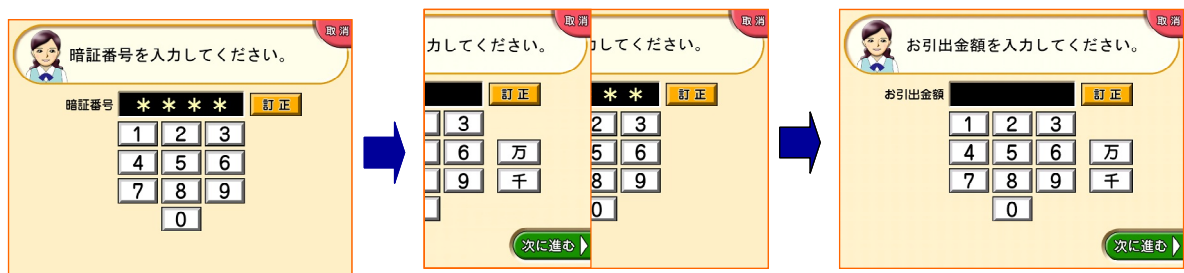 取消
暗証番号を入力してください。
暗証番号 ＊＊＊＊ 訂正
1 2 3
4 5 6
7 8 9
0
取消
力してください。
訂正
3
6 万
9 千
次に進む
取消
してください。
＊＊ 訂正
2 3
5 6
8 9
0
取消
お引出金額を入力してください。
お引出金額 訂正
1 2 3
4 5 6 万
7 8 9 千
0
次に進む